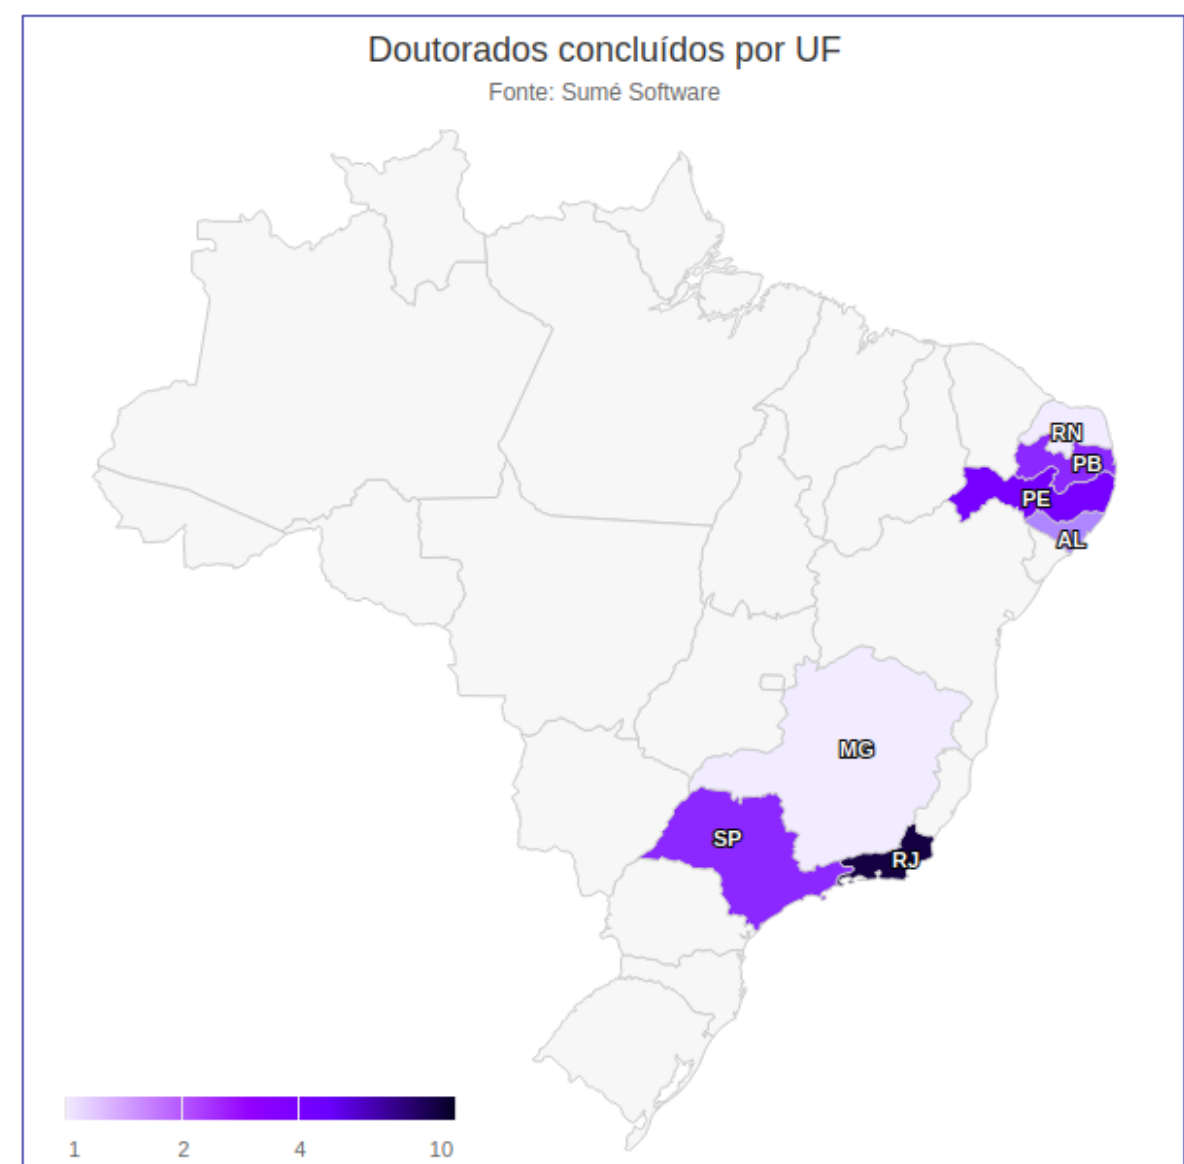 Doutorados concluídos por UF
Fonte: Sumé Software
RN
PB
PE
AL
MG
SP
RJ
1 2 4 10